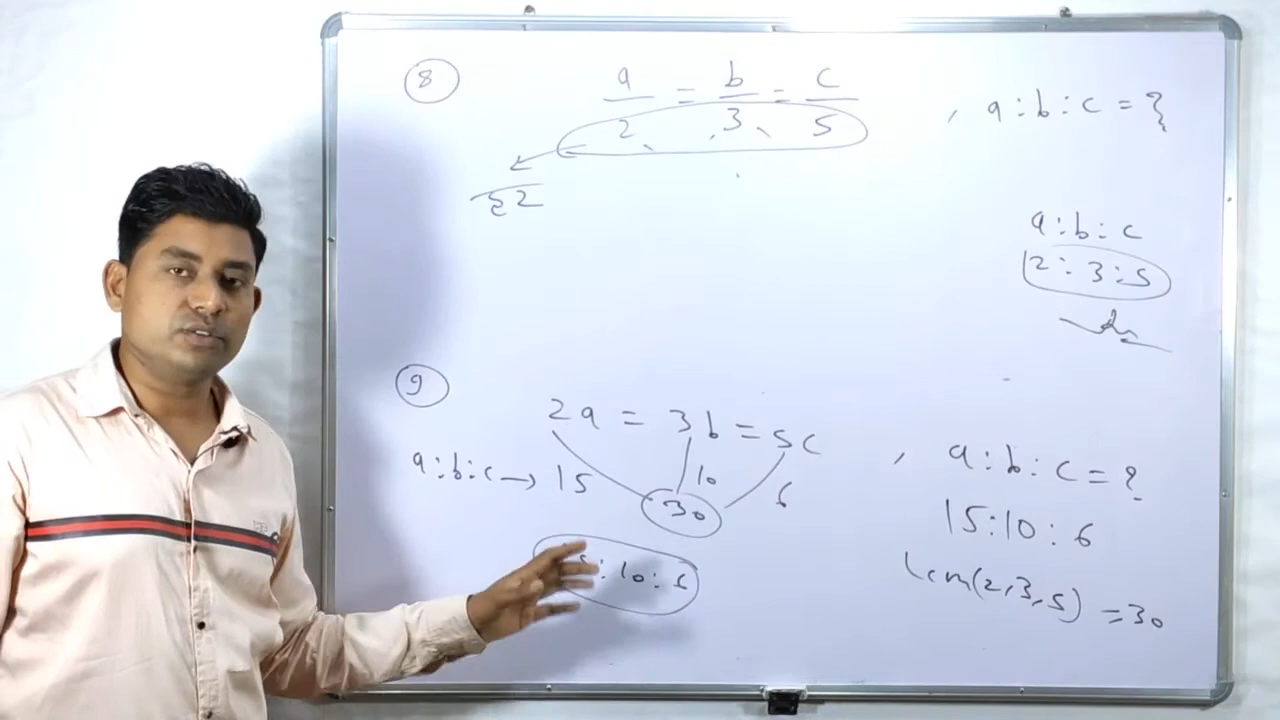 8
a/2 = b/3 = c/5 , a:b:c = ?
a:b:c
2:3:5
9
2a = 3b = 5c , a:b:c = ?
a:b:c → 15 10 6
30
15:10:6
:10:6
Lcm(2,3,5) = 30